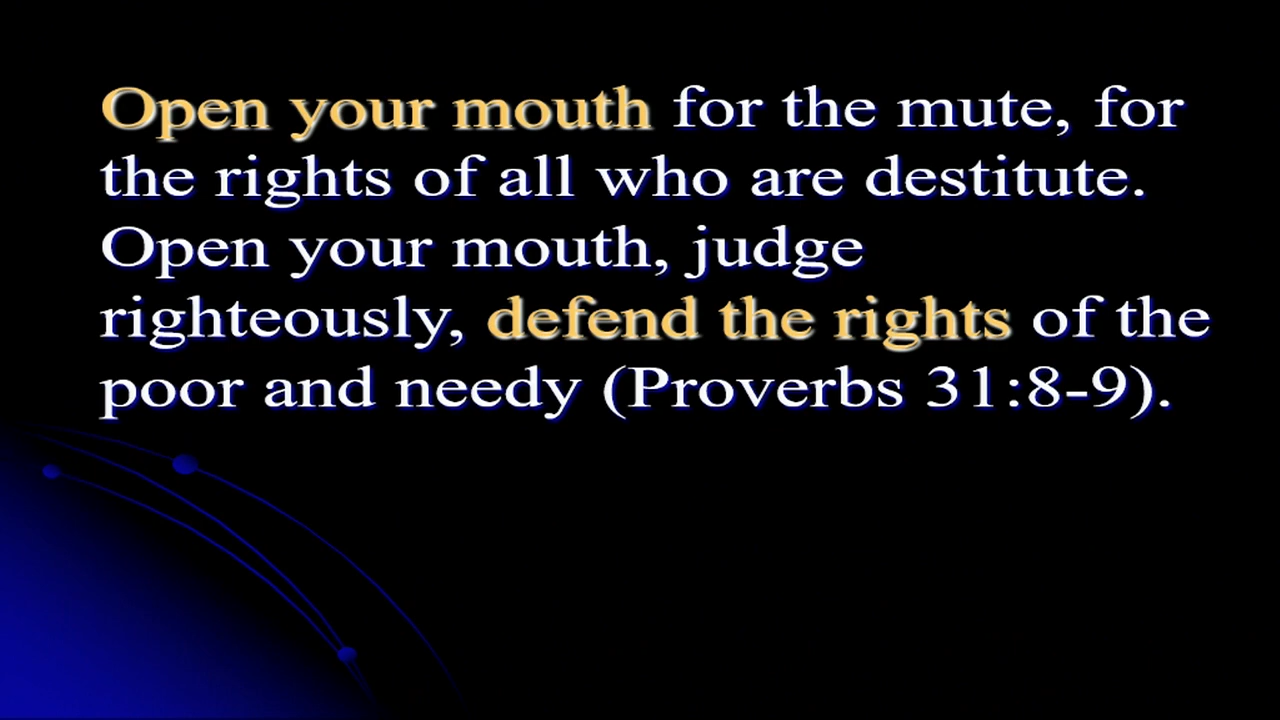 Open your mouth for the mute, for
the rights of all who are destitute.
Open your mouth, judge
righteously, defend the rights of the
poor and needy (Proverbs 31:8-9).